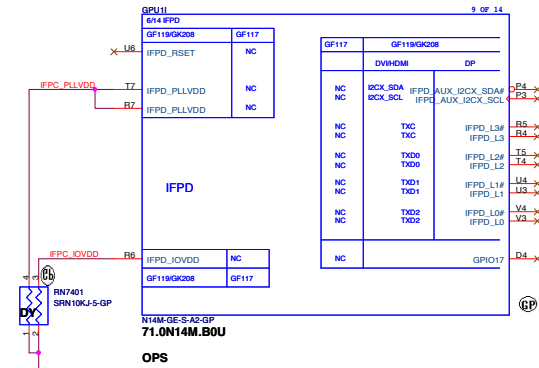 GPU1I
9 OF 14
6/14 IFPD
GF119/GK208
GF117
GF117
GF119/GK208
DVI/HDMI
DP
U6
IFPD_RSET
NC
IFPC_PLLVDD
T7
IFPD_PLLVDD
NC
R7
IFPD_PLLVDD
NC
NC
I2CX_SDA
IFPD_AUX_I2CX_SDA#
P4
NC
I2CX_SCL
IFPD_AUX_I2CX_SCL
P3
NC
TXC
IFPD_L3#
R5
NC
TXC
IFPD_L3
R4
NC
TXD0
IFPD_L2#
T5
NC
TXD0
IFPD_L2
T4
NC
TXD1
IFPD_L1#
U4
NC
TXD1
IFPD_L1
U3
NC
TXD2
IFPD_L0#
V4
NC
TXD2
IFPD_L0
V3
IFPD
IFPC_IOVDD
R6
IFPD_IOVDD
NC
NC
GPIO17
D4
GF119/GK208
GF117
4
3
RN7401
SRN10KJ-5-GP
DY
1
2
GP
N14M-GE-S-A2-GP
71.0N14M.B0U
OPS